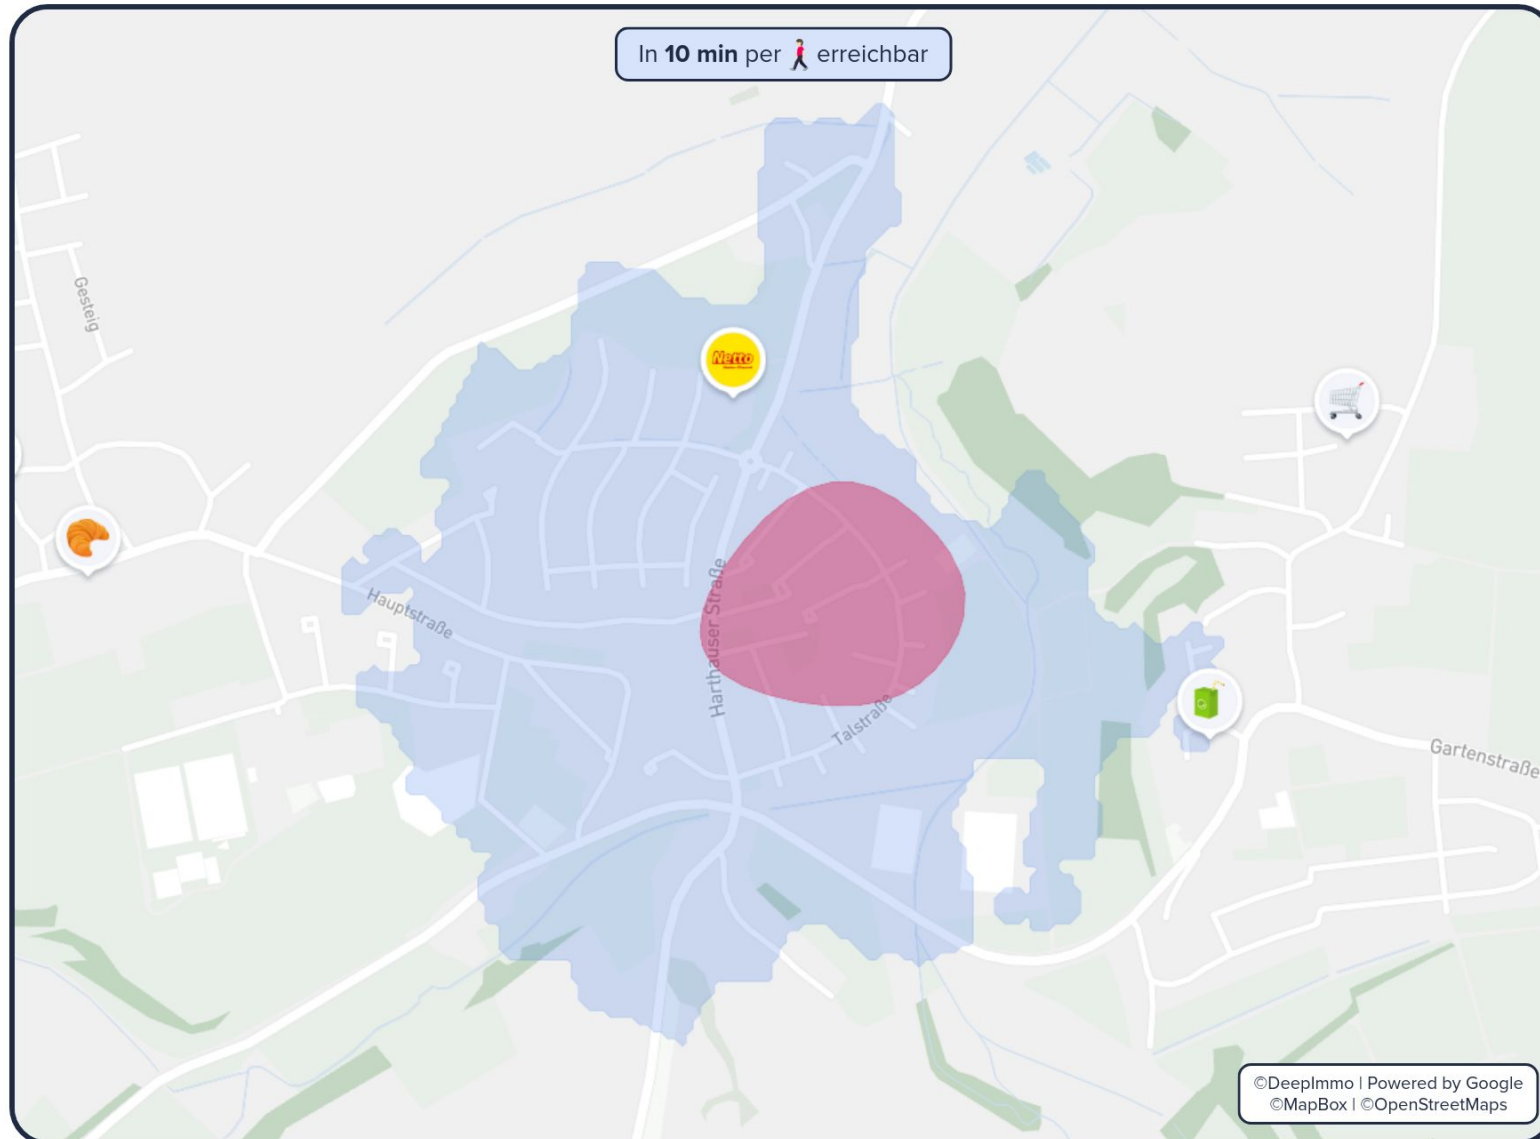 In 10 min per erreichbar
Gesteig
Netto
Hauptstraße
Harthauser Straße
Talstraße
Gartenstraße
©DeepImmo | Powered by Google
©MapBox | ©OpenStreetMaps